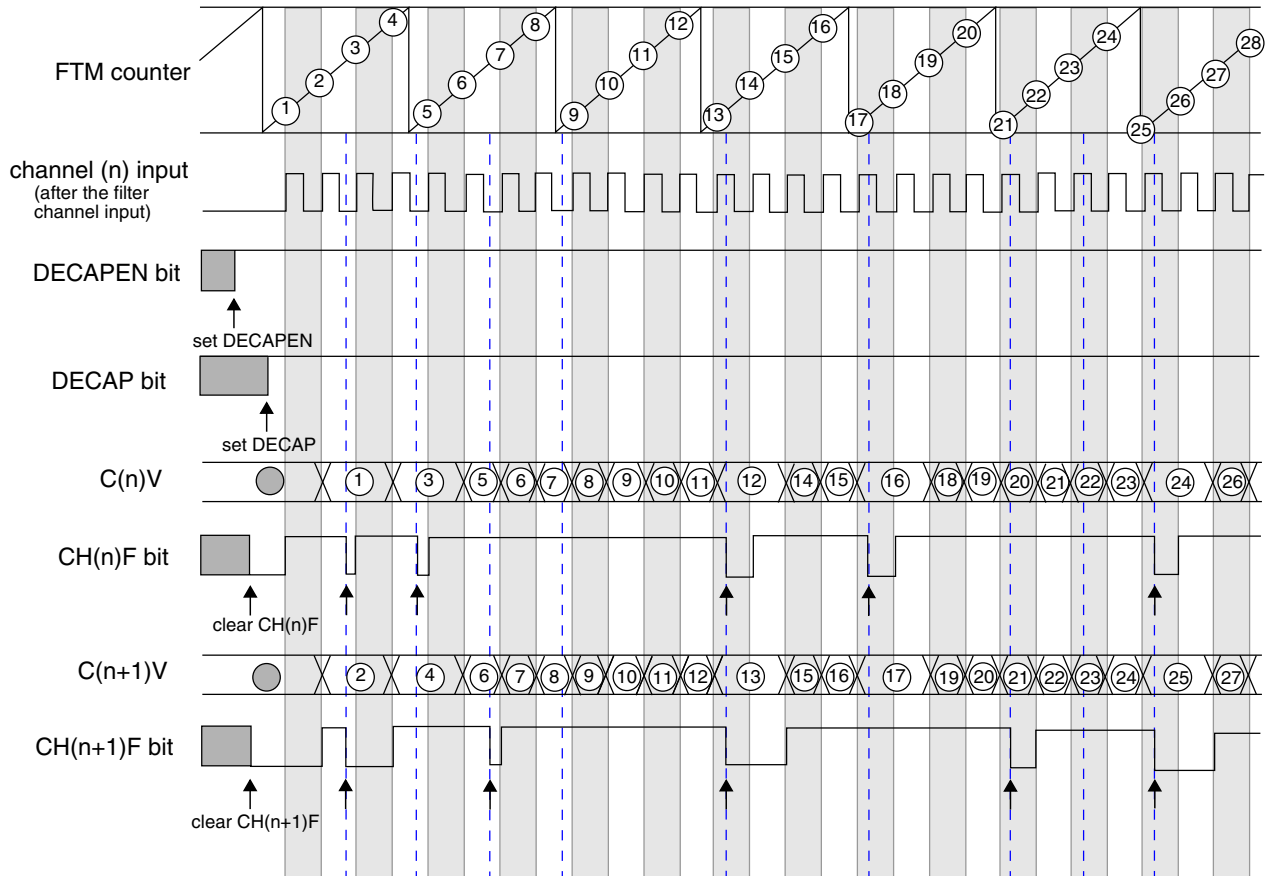 4 8 12 16 20 24 28
3 7 11 15 19 23 27
FTM counter 2 6 10 14 18 22 26
1 5 9 13 17 21 25
channel (n) input
(after the filter
channel input)
DECAPEN bit
set DECAPEN
DECAP bit
set DECAP
C(n)V 1 3 5 6 7 8 9 10 11 12 14 15 16 18 19 20 21 22 23 24 26
CH(n)F bit
clear CH(n)F
C(n+1)V 2 4 6 7 8 9 10 11 12 13 15 16 17 19 20 21 22 23 24 25 27
CH(n+1)F bit
clear CH(n+1)F